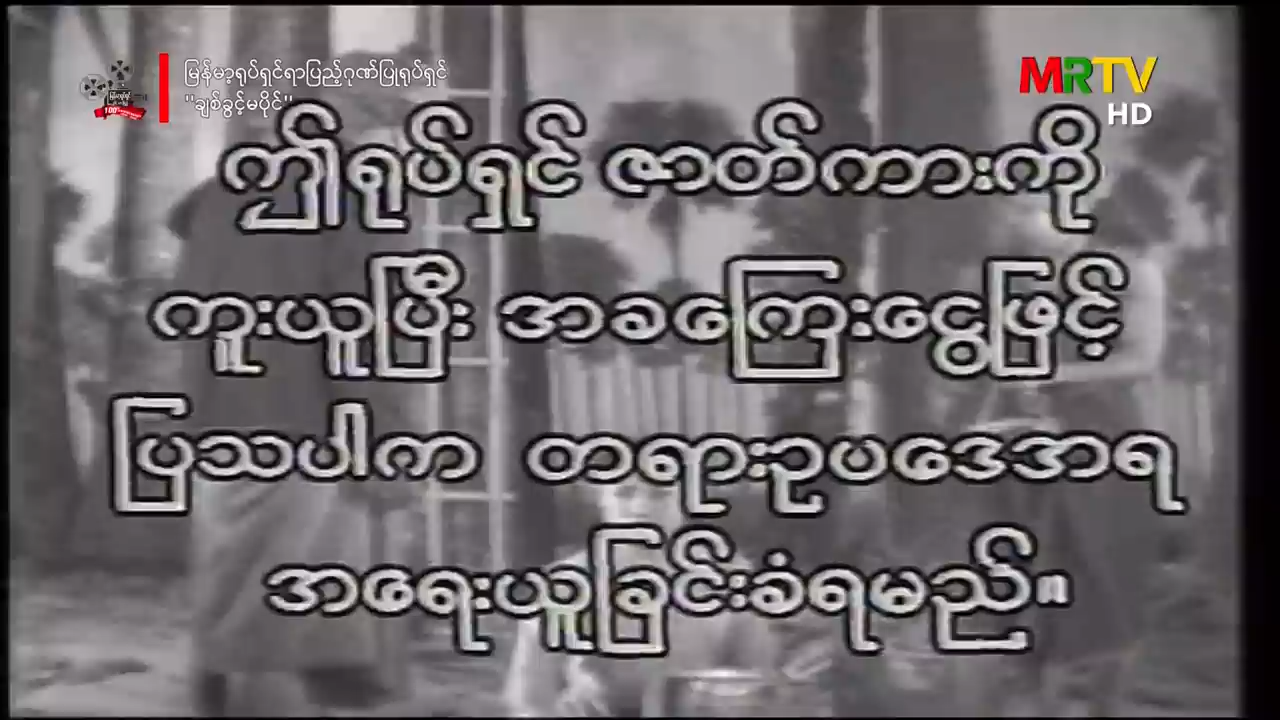 မြန်မာ့ရုပ်ရှင်ရာပြည့်ဂုဏ်ပြုရုပ်ရှင်
"ချစ်ခွင့်မပိုင်"
MRTV
HD
100
ဤရုပ်ရှင် ဇာတ်ကားကို
ကူးယူပြီး အခကြေးငွေဖြင့်
ပြသပါက တရားဥပဒေအရ
အရေးယူခြင်းခံရမည်။